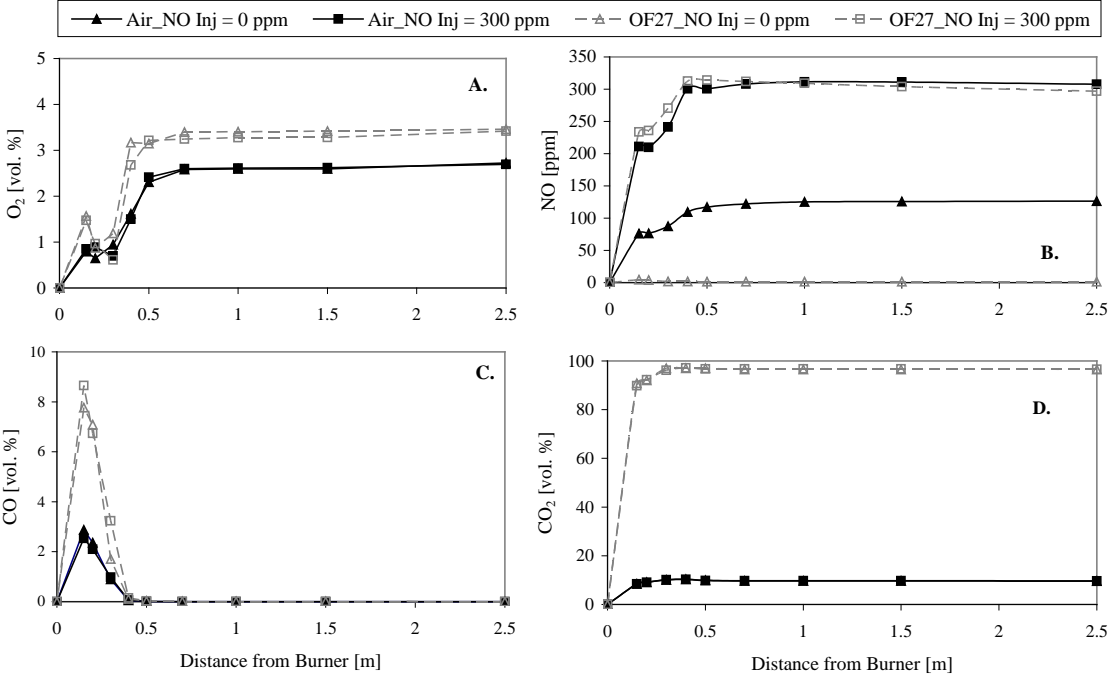 Air_NO Inj = 0 ppm Air_NO Inj = 300 ppm OF27_NO Inj = 0 ppm OF27_NO Inj = 300 ppm
5
4
3
2
1
0
O2 [vol. %]
A.
0 0.5 1 1.5 2 2.5
350
300
250
200
150
100
50
0
NO [ppm]
B.
0 0.5 1 1.5 2 2.5
10
8
6
4
2
0
CO [vol. %]
C.
0 0.5 1 1.5 2 2.5
Distance from Burner [m]
100
80
60
40
20
0
CO2 [vol. %]
D.
0 0.5 1 1.5 2 2.5
Distance from Burner [m]